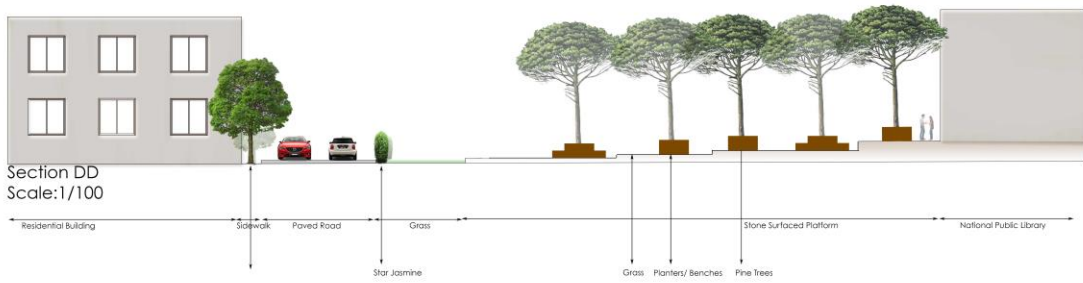 Section DD
Scale:1/100
Residential Building
Sidewalk
Paved Road
Grass
Stone Surfaced Platform
National Public Library
Star Jasmine
Grass
Planters/ Benches
Pine Trees